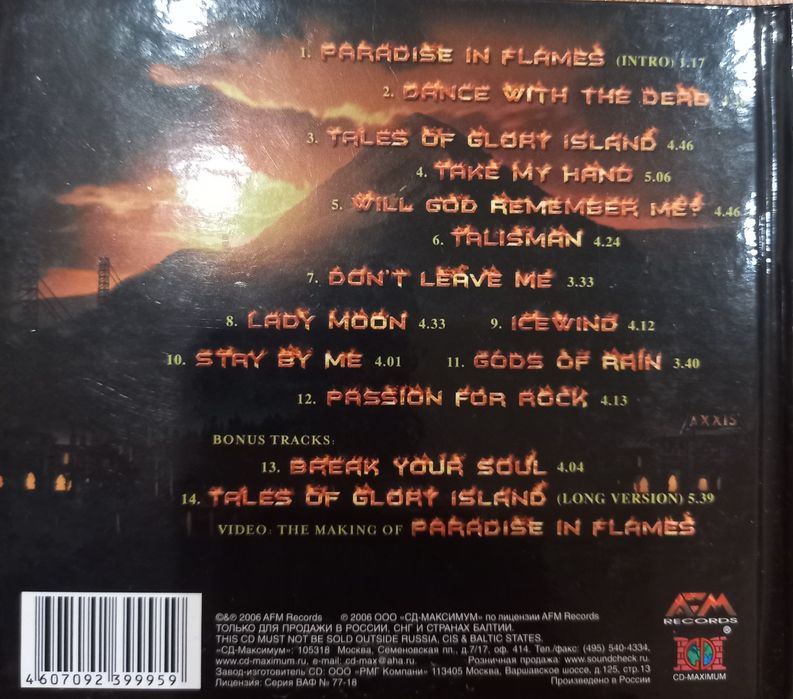 1. PARADISE IN FLAMES (INTRO) 1.17
2. DANCE WITH THE DEAD
3. TALES OF GLORY ISLAND 4.46
4. TAKE MY HAND 5.06
5. WILL GOD REMEMBER ME? 4.46
6. TALISMAN 4.24
7. DON'T LEAVE ME 3.33
8. LADY MOON 4.33 9. ICEWIND 4.12
10. STAY BY ME 4.01 11. GODS OF RAIN 3.40
12. PASSION FOR ROCK 4.13
AXXIS
BONUS TRACKS:
13. BREAK YOUR SOUL 4.04
14. TALES OF GLORY ISLAND (LONG VERSION) 5.39
VIDEO: THE MAKING OF PARADISE IN FLAMES
4607092 399959
©&℗ 2006 AFM Records ℗ 2006 ООО «СД-МАКСИМУМ» по лицензии AFM Records
ТОЛЬКО ДЛЯ ПРОДАЖИ В РОССИИ, СНГ И СТРАНАХ БАЛТИИ.
THIS CD MUST NOT BE SOLD OUTSIDE RUSSIA, CIS & BALTIC STATES.
«СД-Максимум»: 105318 Москва, Семеновская пл., д.7/17, оф. 414. Тел./факс: (495) 540-4334,
www.cd-maximum.ru, e-mail: cd-max@aha.ru. Розничная продажа: www.soundcheck.ru.
Завод-изготовитель CD: ООО «РМГ Компани» 113405 Москва, Варшавское шоссе, д.125, стр.13
Лицензия: Серия ВАФ № 77-18 Произведено в России
AFM
RECORDS
®
CD-MAXIMUM